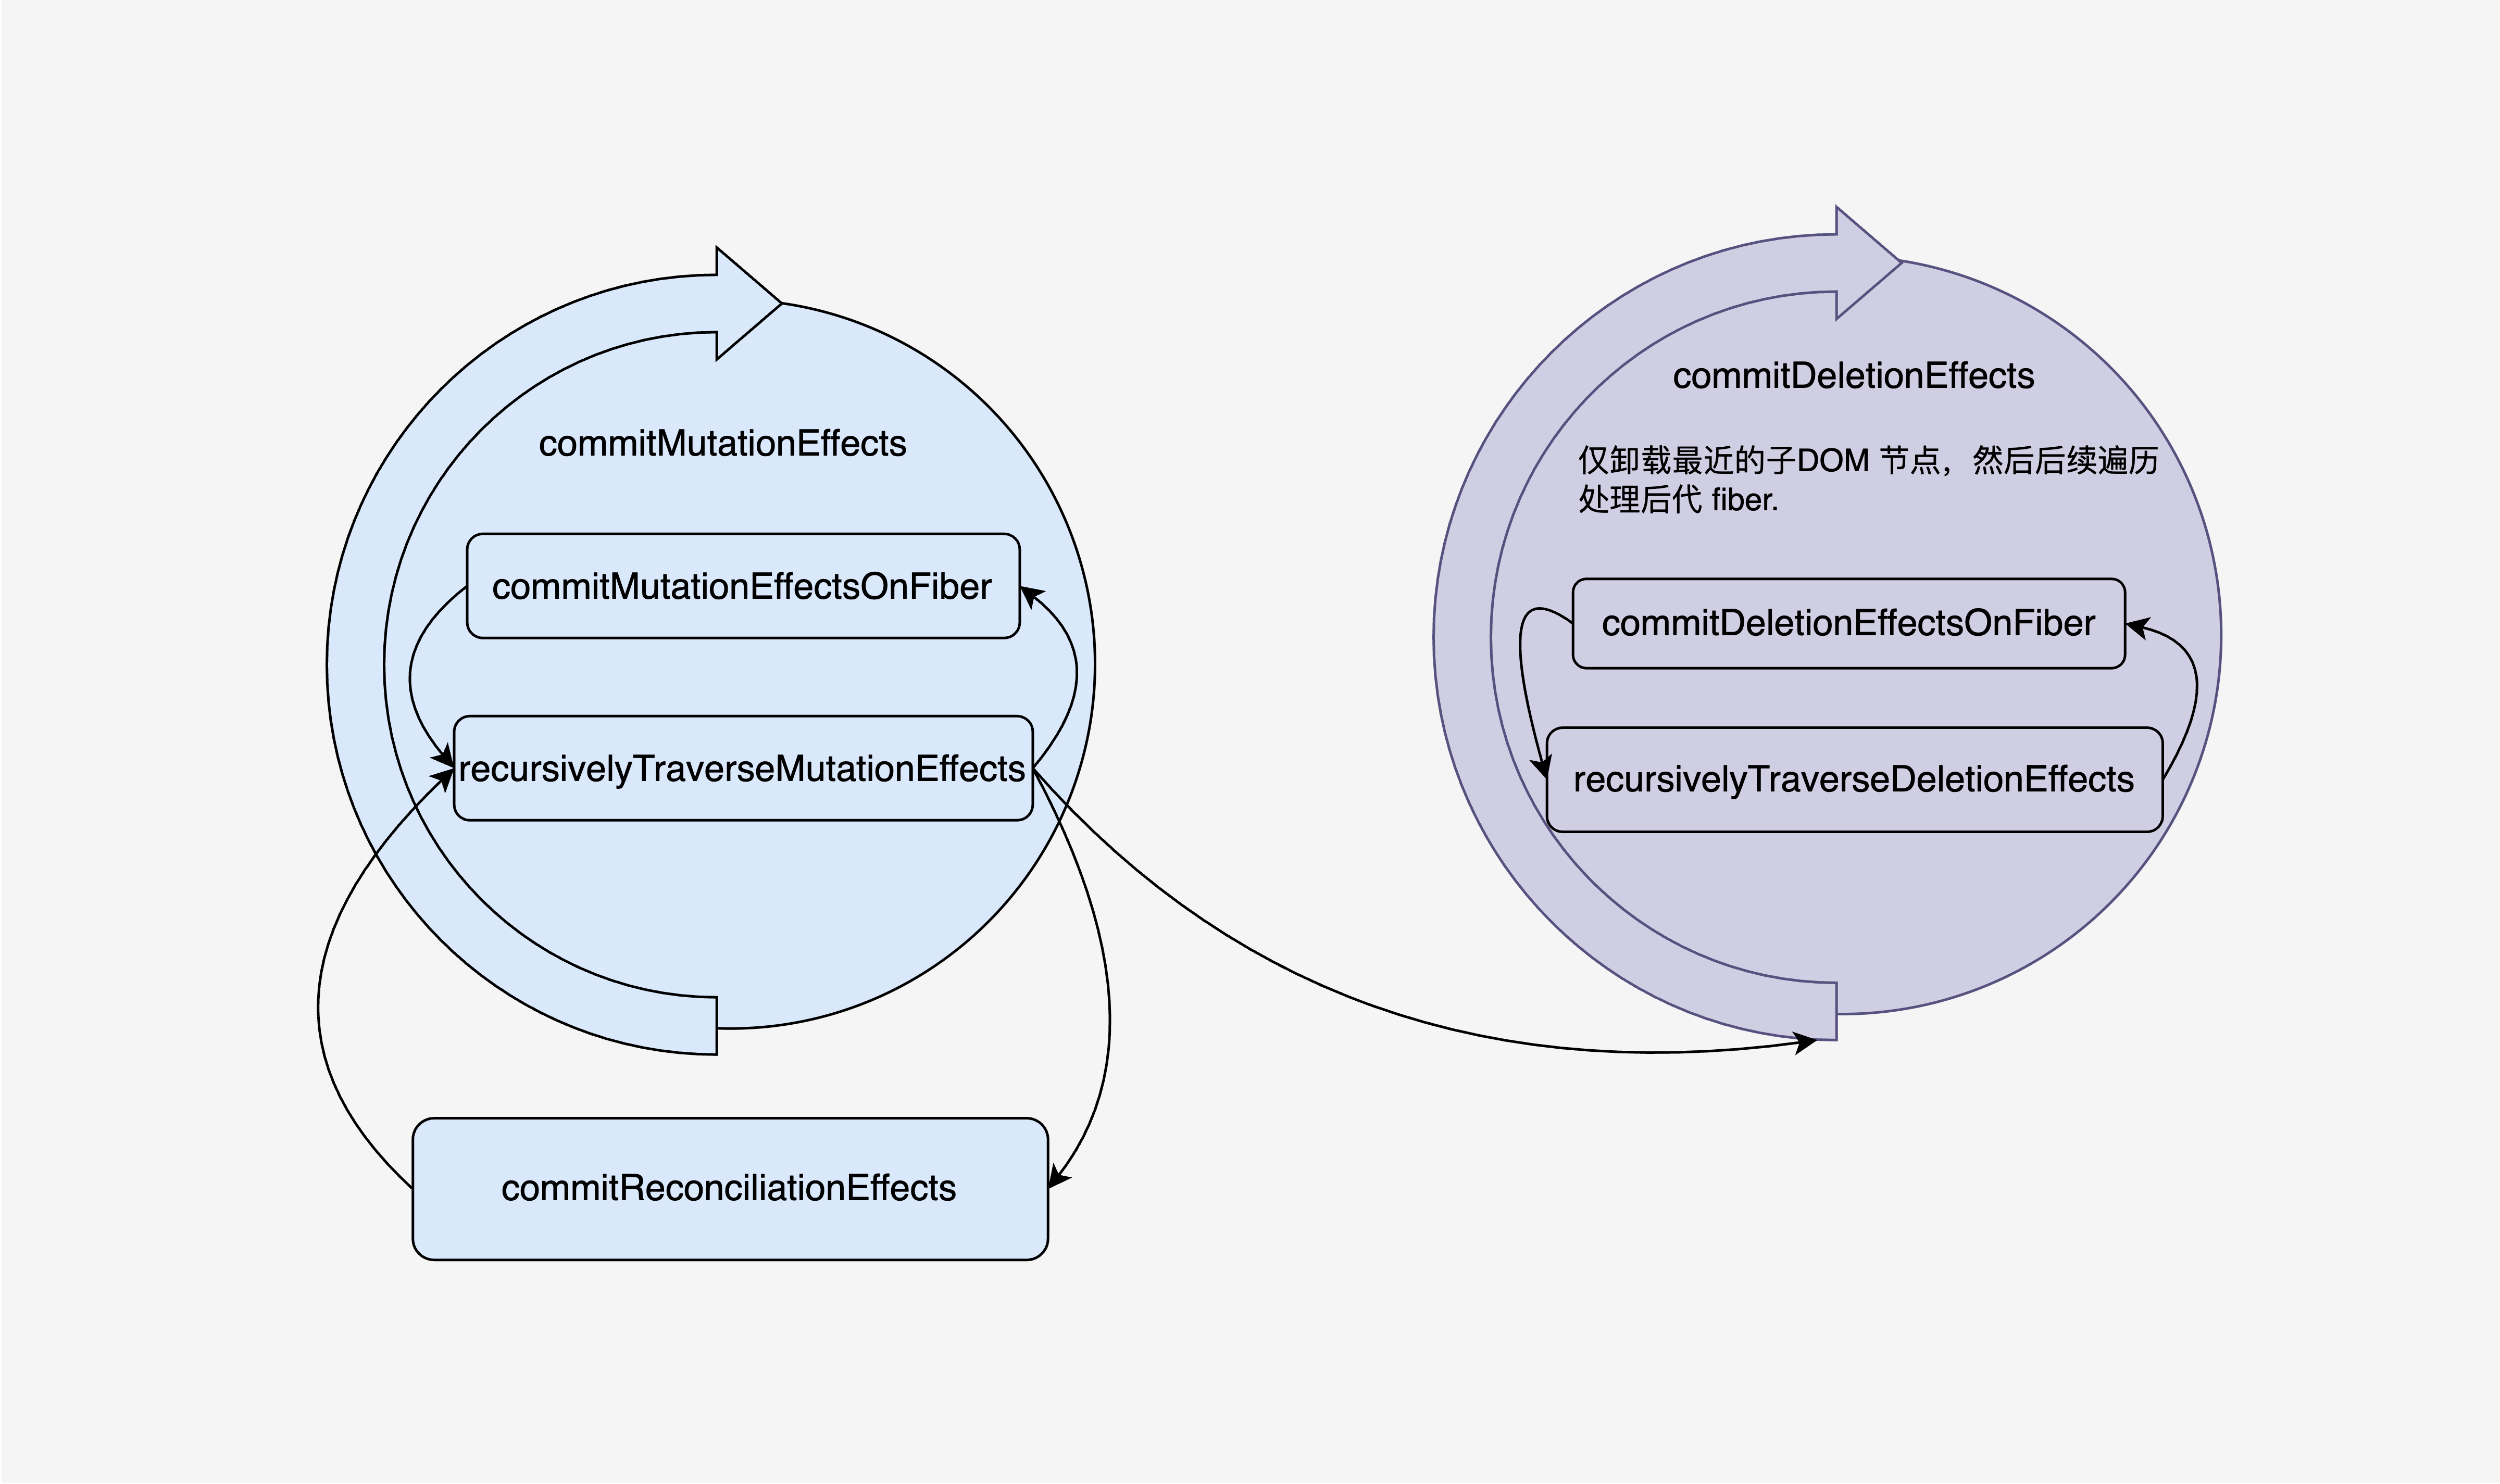 commitMutationEffects
commitMutationEffectsOnFiber
recursivelyTraverseMutationEffects
commitReconciliationEffects
commitDeletionEffects
仅卸载最近的子DOM 节点，然后后续遍历
处理后代 fiber.
commitDeletionEffectsOnFiber
recursivelyTraverseDeletionEffects